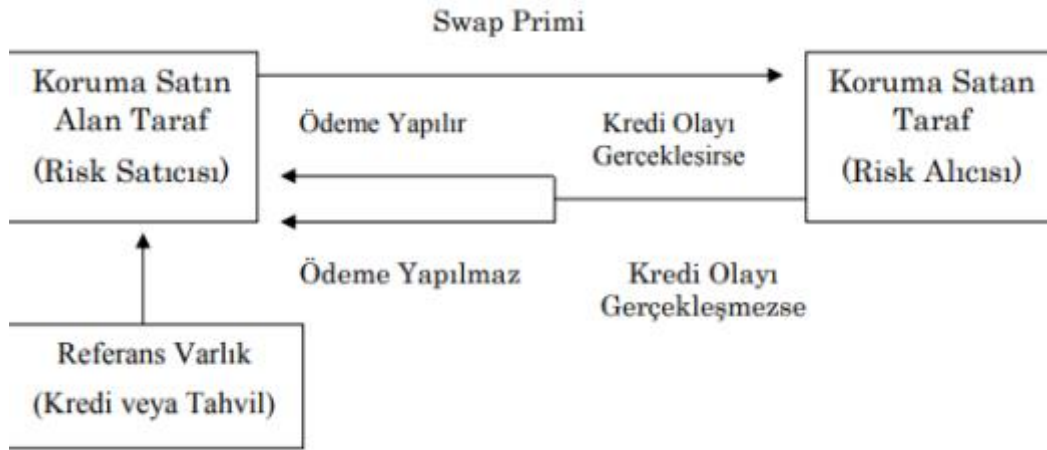 Swap Primi
Koruma Satın
Alan Taraf
(Risk Satıcısı)
Ödeme Yapılır
Kredi Olayı
Gerçekleşirse
Koruma Satan
Taraf
(Risk Alıcısı)
Ödeme Yapılmaz
Kredi Olayı
Gerçekleşmezse
Referans Varlık
(Kredi veya Tahvil)